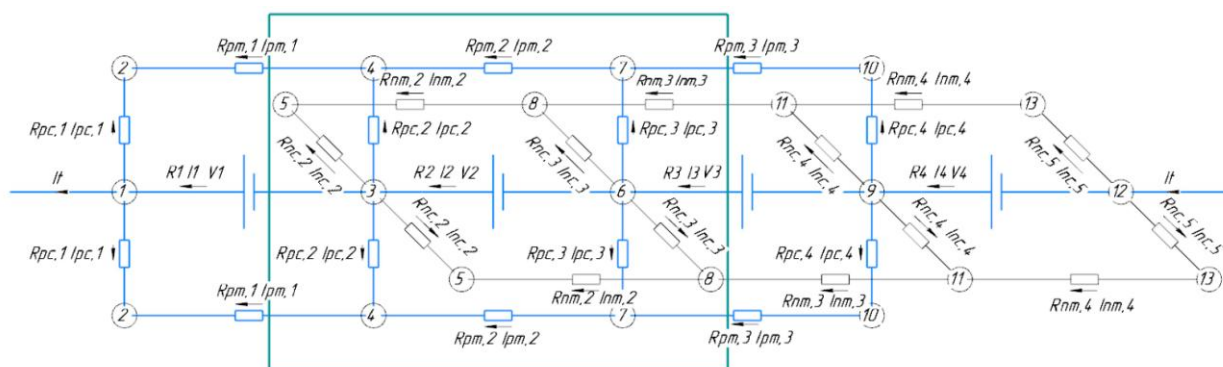 Rpm,1 Ipm,1
Rpm,2 Ipm,2
Rpm,3 Ipm,3
2
4
7
10
Rnm,2 Inm,2
Rnm,3 Inm,3
Rnm,4 Inm,4
5
8
11
13
Rpc,1 Ipc,1
Rpc,2 Ipc,2
Rpc,3 Ipc,3
Rpc,4 Ipc,4
Rnc,2 Inc,2
Rnc,3 Inc,3
Rnc,4 Inc,4
Rnc,5 Inc,5
It
R1 I1 V1
R2 I2 V2
R3 I3 V3
R4 I4 V4
It
1
3
6
9
12
Rpc,1 Ipc,1
Rpc,2 Ipc,2
Rpc,3 Ipc,3
Rpc,4 Ipc,4
Rnc,2 Inc,2
Rnc,3 Inc,3
Rnc,4 Inc,4
Rnc,5 Inc,5
5
8
11
13
Rpm,1 Ipm,1
Rnm,2 Inm,2
Rnm,3 Inm,3
Rnm,4 Inm,4
2
4
7
10
Rpm,2 Ipm,2
Rpm,3 Ipm,3